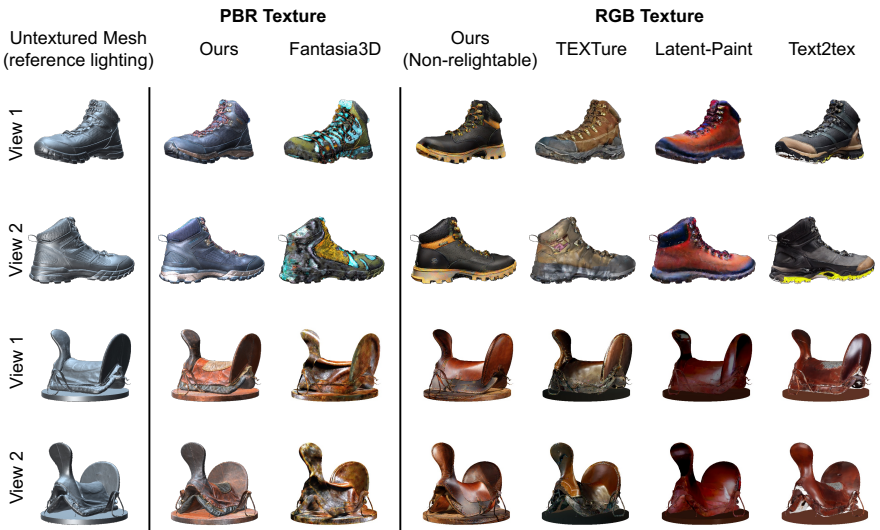 PBR Texture
RGB Texture
Untextured Mesh
(reference lighting)
Ours
Fantasia3D
Ours
(Non-relightable)
TEXTure
Latent-Paint
Text2tex
View 1
View 2
View 1
View 2